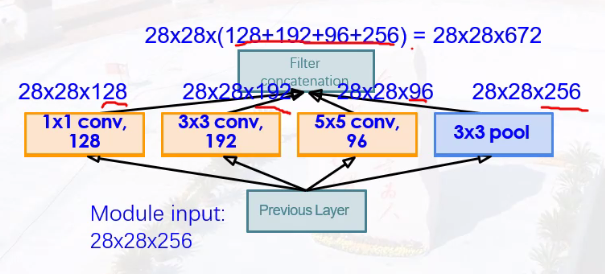 28x28x(128+192+96+256) = 28x28x672
Filter
concatenation
28x28x128
28x28x192
28x28x96
28x28x256
1x1 conv,
128
3x3 conv,
192
5x5 conv,
96
3x3 pool
Previous Layer
Module input:
28x28x256